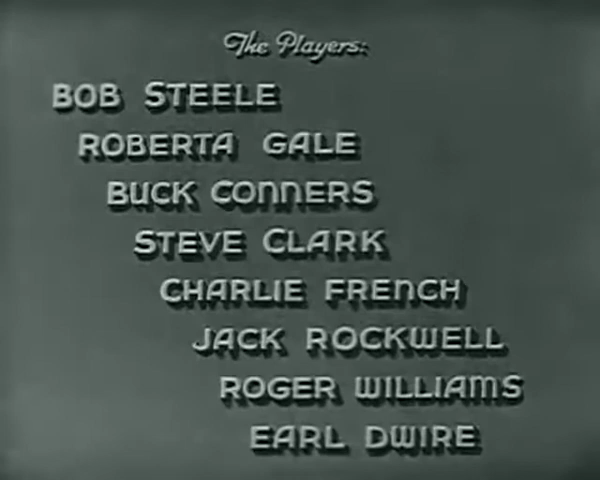 The Players:
BOB STEELE
ROBERTA GALE
BUCK CONNERS
STEVE CLARK
CHARLIE FRENCH
JACK ROCKWELL
ROGER WILLIAMS
EARL DWIRE